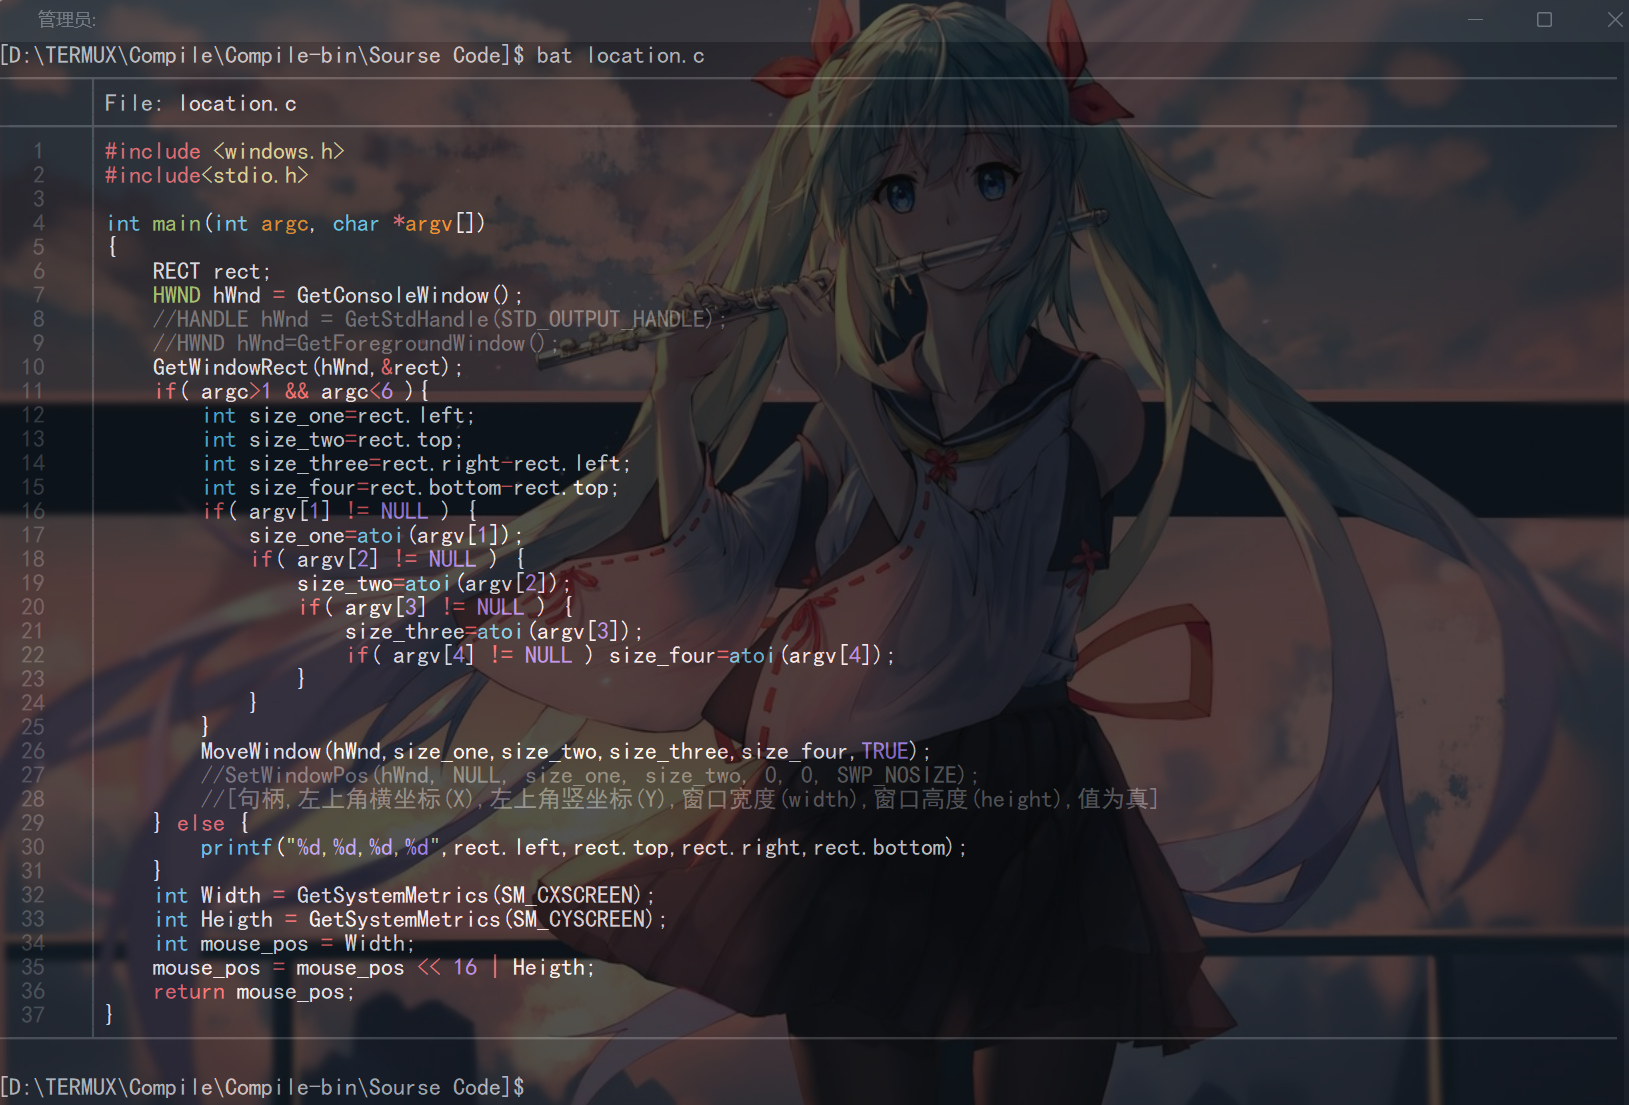 管理员:
[D:\TERMUX\Compile\Compile-bin\Sourse Code]$ bat location.c
File: location.c
1 #include <windows.h>
2 #include<stdio.h>
3
4 int main(int argc, char *argv[])
5 {
6     RECT rect;
7     HWND hWnd = GetConsoleWindow();
8     //HANDLE hWnd = GetStdHandle(STD_OUTPUT_HANDLE);
9     //HWND hWnd=GetForegroundWindow();
10     GetWindowRect(hWnd,&rect);
11     if( argc>1 && argc<6 ){
12         int size_one=rect.left;
13         int size_two=rect.top;
14         int size_three=rect.right-rect.left;
15         int size_four=rect.bottom-rect.top;
16         if( argv[1] != NULL ) {
17             size_one=atoi(argv[1]);
18             if( argv[2] != NULL ) {
19                 size_two=atoi(argv[2]);
20                 if( argv[3] != NULL ) {
21                     size_three=atoi(argv[3]);
22                     if( argv[4] != NULL ) size_four=atoi(argv[4]);
23                 }
24             }
25         }
26         MoveWindow(hWnd,size_one,size_two,size_three,size_four,TRUE);
27         //SetWindowPos(hWnd, NULL, size_one, size_two, 0, 0, SWP_NOSIZE);
28         //[句柄,左上角横坐标(X),左上角竖坐标(Y),窗口宽度(width),窗口高度(height),值为真]
29     } else {
30         printf("%d,%d,%d,%d",rect.left,rect.top,rect.right,rect.bottom);
31     }
32     int Width = GetSystemMetrics(SM_CXSCREEN);
33     int Heigth = GetSystemMetrics(SM_CYSCREEN);
34     int mouse_pos = Width;
35     mouse_pos = mouse_pos << 16 | Heigth;
36     return mouse_pos;
37 }
[D:\TERMUX\Compile\Compile-bin\Sourse Code]$